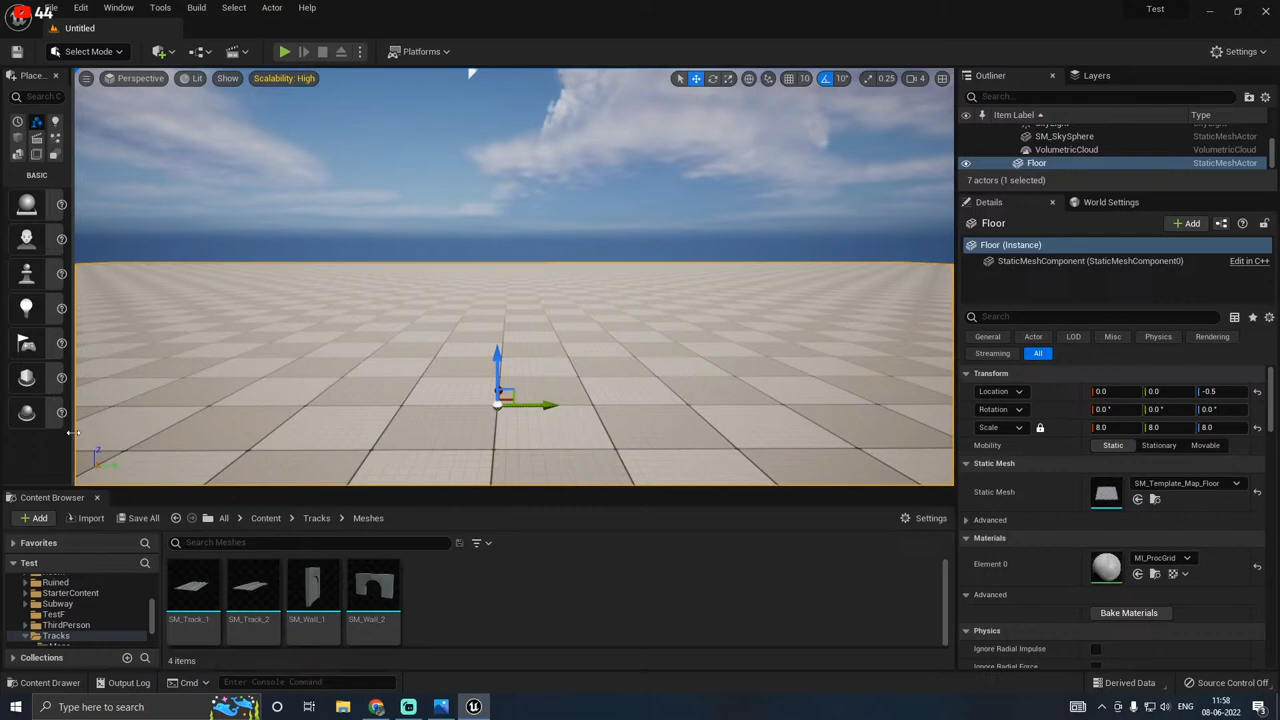 44
File Edit Window Tools Build Select Actor Help
Test
Untitled
Select Mode
Platforms
Settings
Place...
Search C
BASIC
Perspective Lit Show Scalability: High
10 10° 0.25 4
Outliner Layers
Search...
Item Label Type
SkyLight
SM_SkySphere StaticMeshActor
VolumetricCloud VolumetricCloud
Floor StaticMeshActor
7 actors (1 selected)
Details World Settings
Floor Add
Floor (Instance)
StaticMeshComponent (StaticMeshComponent0) Edit in C++
Search
General Actor LOD Misc Physics Rendering
Streaming All
Transform
Location 0.0 0.0 -0.5
Rotation 0.0 ° 0.0 ° 0.0 °
Scale 8.0 8.0 8.0
Mobility Static Stationary Movable
Static Mesh
Static Mesh SM_Template_Map_Floor
Advanced
Materials
Element 0 MI_ProcGrid
Advanced
Bake Materials
Physics
Ignore Radial Impulse
Ignore Radial Force
Z
Content Browser
Add Import Save All All Content Tracks Meshes Settings
Favorites
Test
Ruined
StarterContent
Subway
TestF
ThirdPerson
Tracks
Maps
Collections
Search Meshes
SM_Track_1 SM_Track_2 SM_Wall_1 SM_Wall_2
4 items
Content Drawer Output Log Cmd Enter Console Command Derived Data Source Control Off
Type here to search
11:58
08-06-2022
3